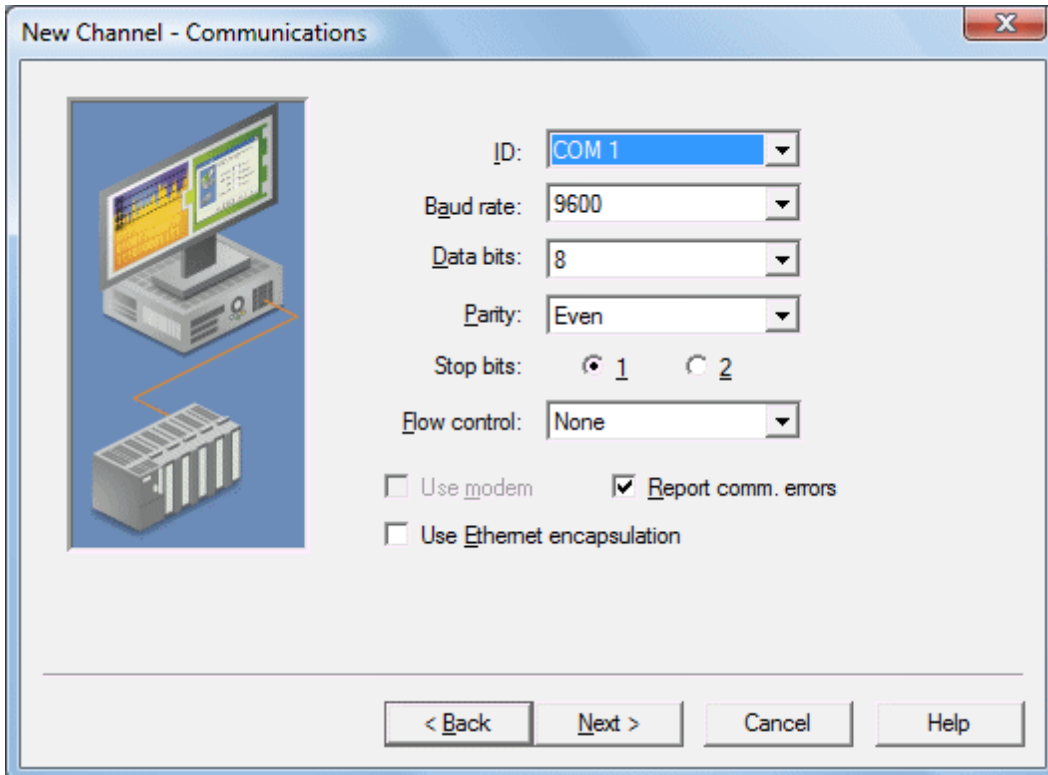 New Channel - Communications
ID: COM 1
Baud rate: 9600
Data bits: 8
Parity: Even
Stop bits: 1 2
Flow control: None
Use modem Report comm. errors
Use Ethernet encapsulation
< Back Next > Cancel Help